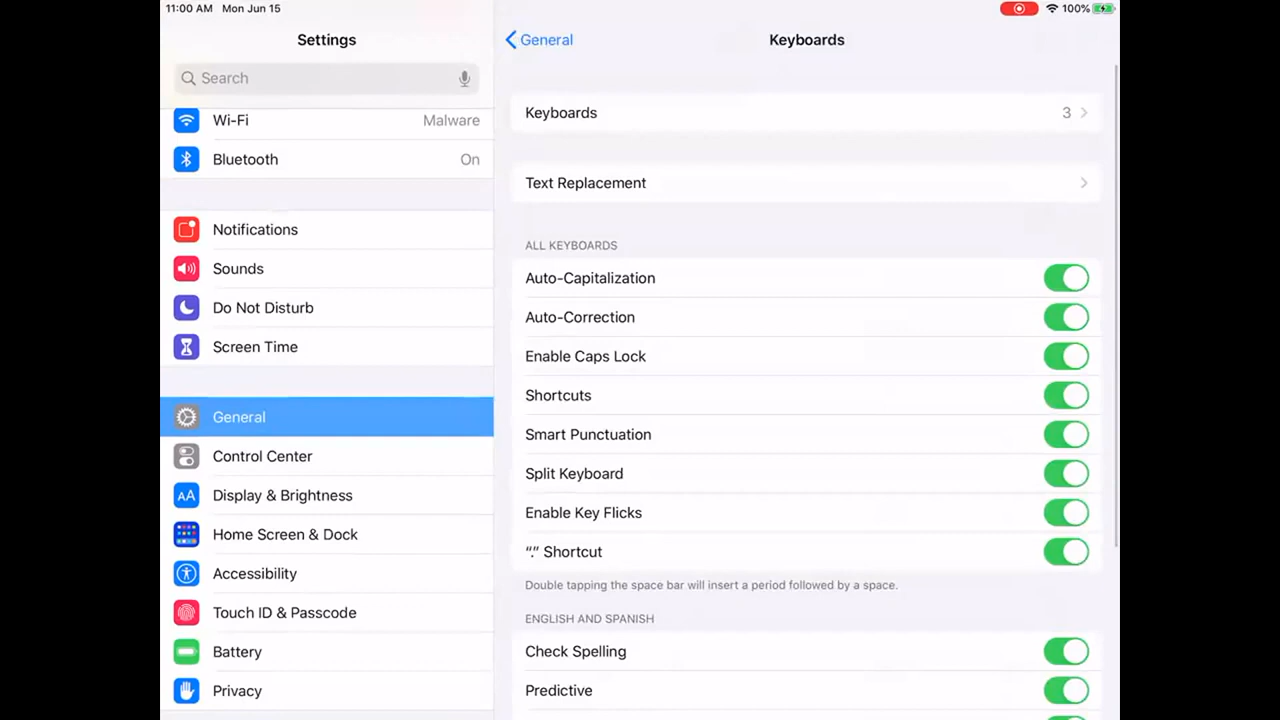 11:00 AM Mon Jun 15
100%
Settings
General
Keyboards
Search
Wi-Fi
Malware
Bluetooth
On
Notifications
Sounds
Do Not Disturb
Screen Time
General
Control Center
AA
Display & Brightness
Home Screen & Dock
Accessibility
Touch ID & Passcode
Battery
Privacy
Keyboards
3
Text Replacement
ALL KEYBOARDS
Auto-Capitalization
Auto-Correction
Enable Caps Lock
Shortcuts
Smart Punctuation
Split Keyboard
Enable Key Flicks
“.” Shortcut
Double tapping the space bar will insert a period followed by a space.
ENGLISH AND SPANISH
Check Spelling
Predictive